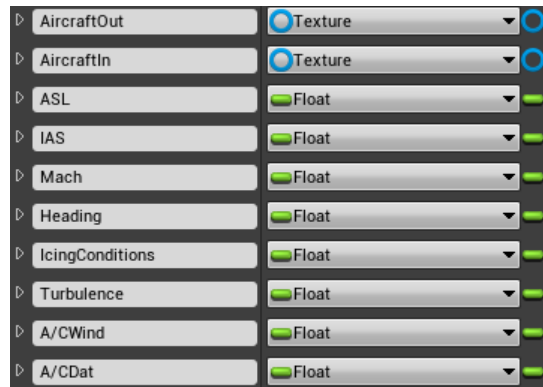 AircraftOut Texture
AircraftIn Texture
ASL Float
IAS Float
Mach Float
Heading Float
IcingConditions Float
Turbulence Float
A/CWind Float
A/CDat Float